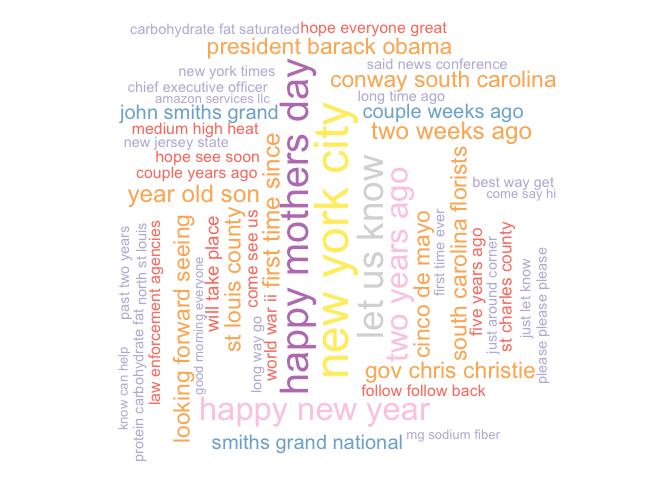 carbohydrate fat saturated
hope everyone great
president barack obama
said news conference
new york times
conway south carolina
chief executive officer
amazon services llc
long time ago
john smiths grand
couple weeks ago
medium high heat
two weeks ago
new jersey state
hope see soon
couple years ago
best way get
year old son
come say hi
know can help
past two years
protein carbohydrate fat
north st louis
law enforcement agencies
looking forward seeing
good morning everyone
will take place
st louis county
come see us
long way go
first time since
world war ii
happy mothers day
new york city
let us know
two years ago
cinco de mayo
first time ever
south carolina florists
five years ago
just around corner
st charles county
just let know
please please please
gov chris christie
follow follow back
happy new year
smiths grand national
mg sodium fiber